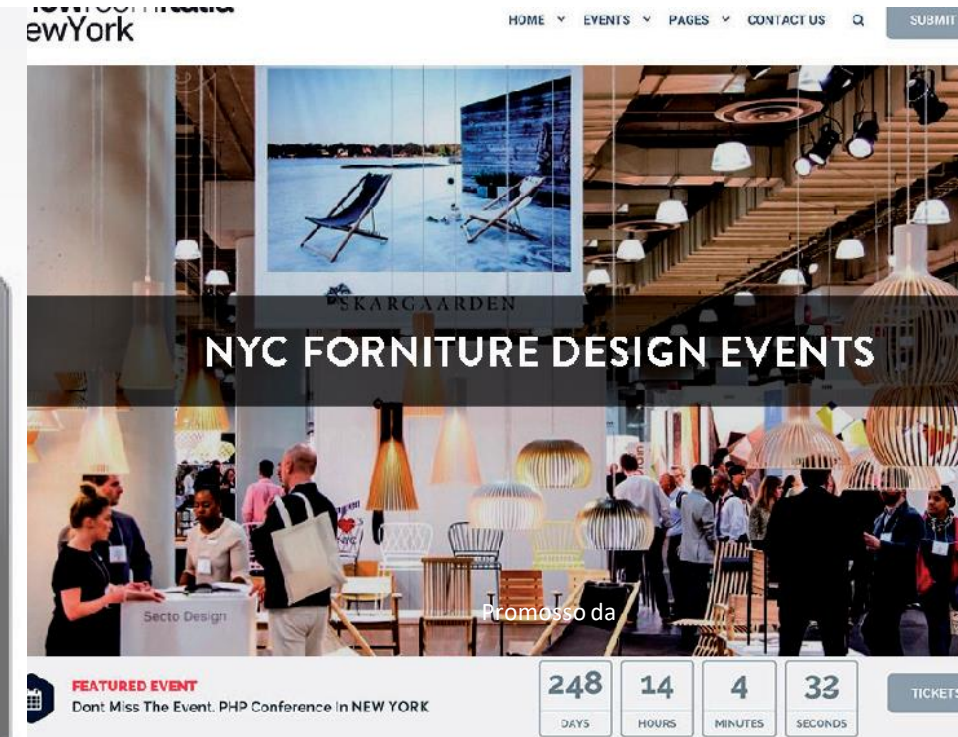 ewYork
HOME EVENTS PAGES CONTACT US SUBMIT
SKARGAARDEN
NYC FORNITURE DESIGN EVENTS
NYC
Secto Design
Promosso da
FEATURED EVENT
Dont Miss The Event. PHP Conference In NEW YORK
248 14 4 33
DAYS HOURS MINUTES SECONDS
TICKETS